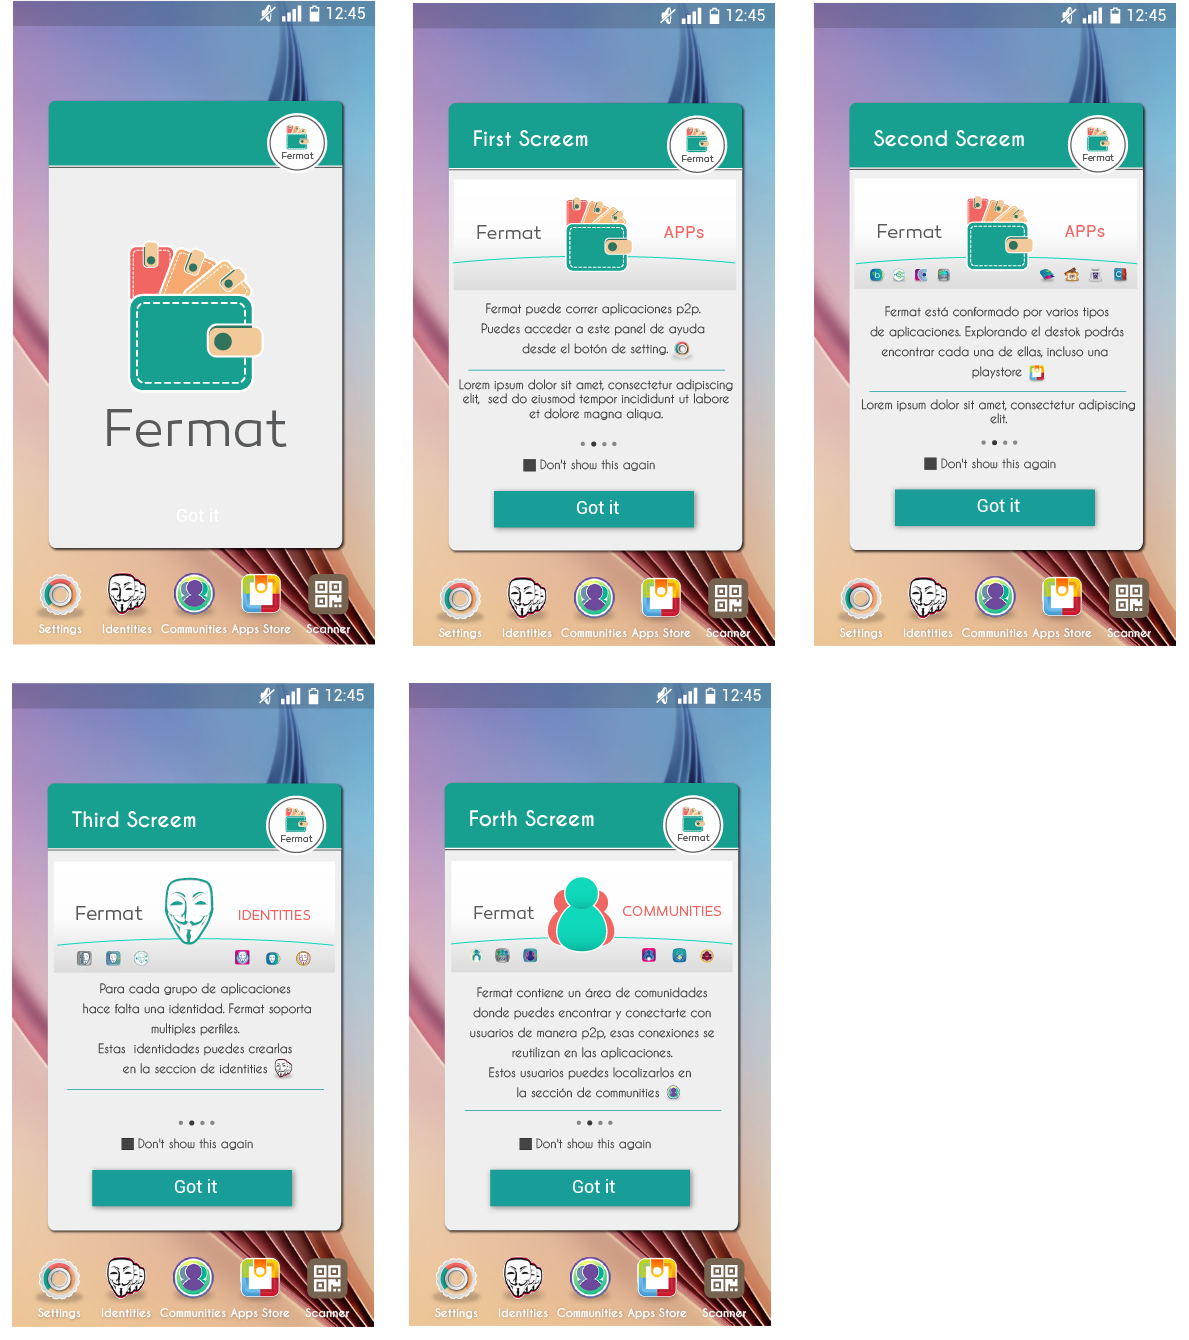 12:45
Fermat
Fermat
Got it
Settings Identities Communities Apps Store Scanner
12:45
First Screem
Fermat
Fermat APPs
Fermat puede correr aplicaciones p2p.
Puedes acceder a este panel de ayuda
desde el botón de setting.
Lorem ipsum dolor sit amet, consectetur adipiscing
elit, sed do eiusmod tempor incididunt ut labore
et dolore magna aliqua.
Don't show this again
Got it
Settings Identities Communities Apps Store Scanner
12:45
Second Screem
Fermat
Fermat APPs
Fermat está conformado por varios tipos
de aplicaciones. Explorando el destok podrás
encontrar cada una de ellas, incluso una
playstore
Lorem ipsum dolor sit amet, consectetur adipiscing
elit.
Don't show this again
Got it
Settings Identities Communities Apps Store Scanner
12:45
Third Screem
Fermat
Fermat IDENTITIES
Para cada grupo de aplicaciones
hace falta una identidad. Fermat soporta
multiples perfiles.
Estas identidades puedes crearlas
en la seccion de identities
Don't show this again
Got it
Settings Identities Communities Apps Store Scanner
12:45
Forth Screem
Fermat
Fermat COMMUNITIES
Fermat contiene un área de comunidades
donde puedes encontrar y conectarte con
usuarios de manera p2p, esas conexiones se
reutilizan en las aplicaciones.
Estos usuarios puedes localizarlos en
la sección de communities
Don't show this again
Got it
Settings Identities Communities Apps Store Scanner